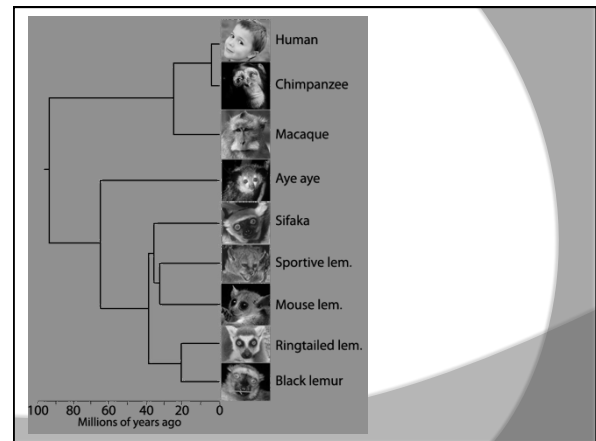 Human
Chimpanzee
Macaque
Aye aye
Sifaka
Sportive lem.
Mouse lem.
Ringtailed lem.
Black lemur
100 80 60 40 20 0
Millions of years ago